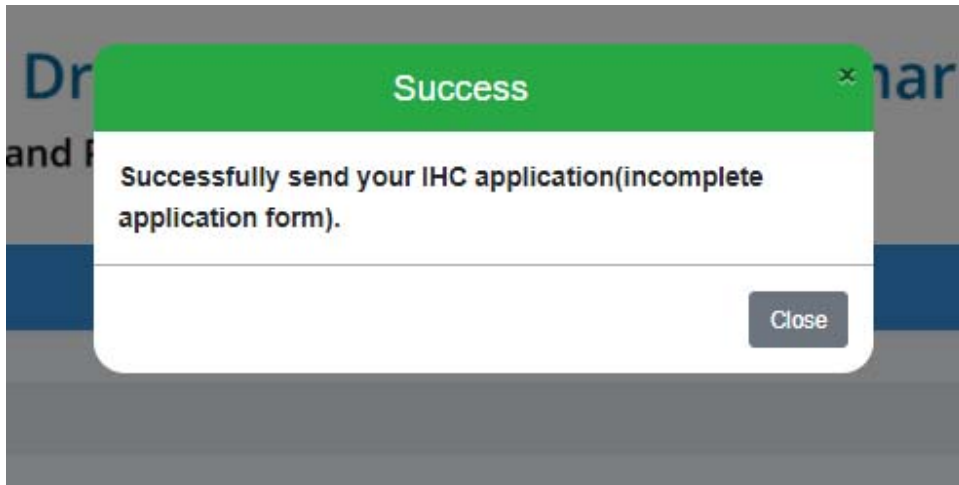 Success
×
Successfully send your IHC application(incomplete
application form).
Close